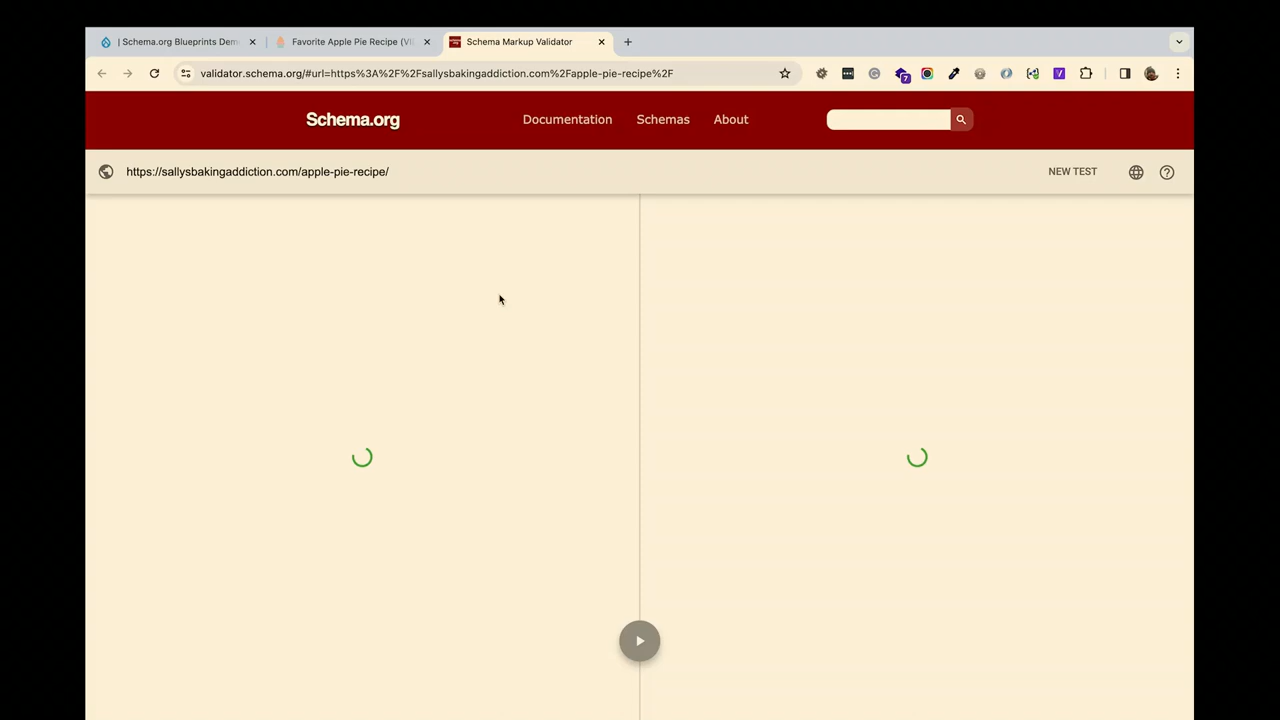 | Schema.org Blueprints Dem
Favorite Apple Pie Recipe (VI
Schema Markup Validator
validator.schema.org/#url=https%3A%2F%2Fsallysbakingaddiction.com%2Fapple-pie-recipe%2F
7
Schema.org
Documentation
Schemas
About
https://sallysbakingaddiction.com/apple-pie-recipe/
NEW TEST